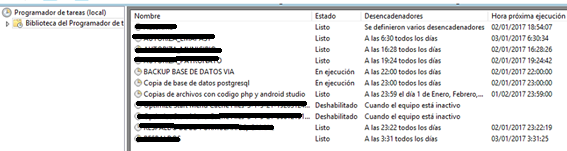 Programador de tareas (local)
Biblioteca del Programador de t
Nombre Estado Desencadenadores Hora próxima ejecución
Listo Se definieron varios desencadenadores 02/01/2017 18:54:07
Listo A las 6:30 todos los días 03/01/2017 6:30:34
Listo A las 16:28 todos los días 02/01/2017 16:28:26
Listo A las 19:24 todos los días 02/01/2017 19:24:42
BACKUP BASE DE DATOS VIA En ejecución A las 22:00 todos los días 02/01/2017 22:00:00
Copia de base de datos postgresql En ejecución A las 23:00 todos los días 02/01/2017 23:00:00
Copias de archivos con codigo php y android studio Listo A las 23:59 el día 1 de Enero, Febrero,... 01/02/2017 23:59:00
Deshabilitado Cuando el equipo está inactivo
Deshabilitado Cuando el equipo está inactivo
Listo A las 23:22 todos los días 02/01/2017 23:22:19
Listo A las 3:31 todos los días 03/01/2017 3:31:25